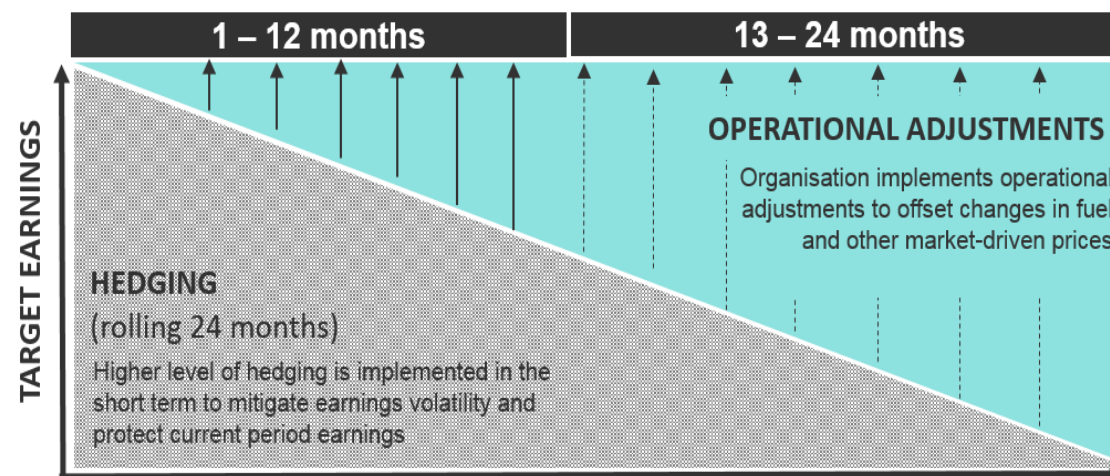 1 – 12 months
13 – 24 months
TARGET EARNINGS
OPERATIONAL ADJUSTMENTS
Organisation implements operational
adjustments to offset changes in fuel
and other market-driven prices
HEDGING
(rolling 24 months)
Higher level of hedging is implemented in the
short term to mitigate earnings volatility and
protect current period earnings